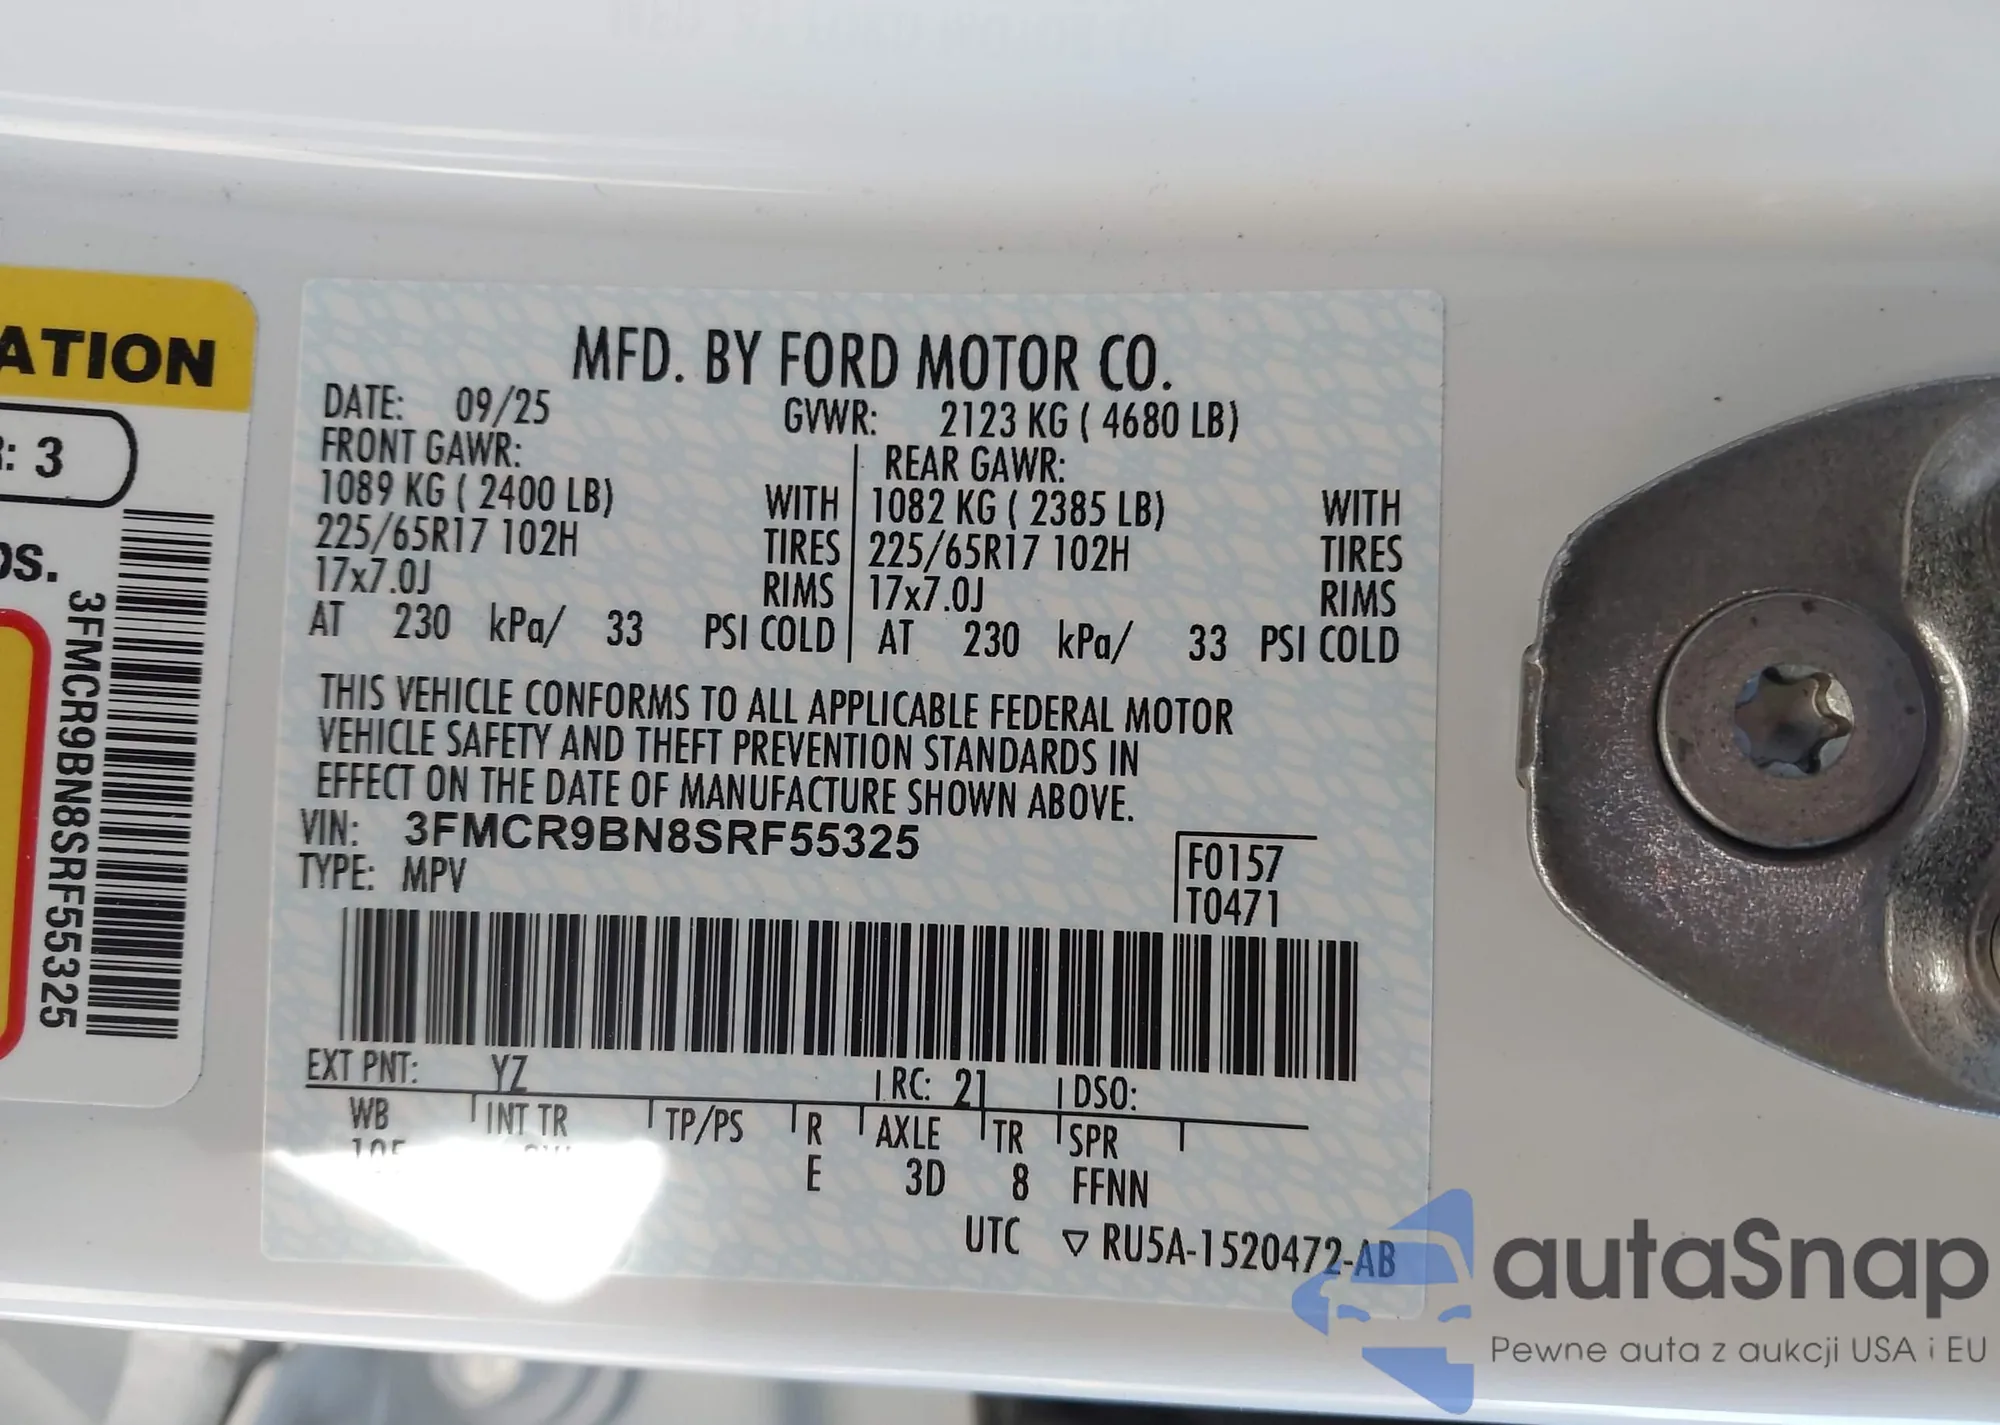 ATION
: 3
os.
3FMCR9BN8SRF55325
MFD. BY FORD MOTOR CO.
DATE: 09/25 GVWR: 2123 KG ( 4680 LB)
FRONT GAWR: REAR GAWR:
1089 KG ( 2400 LB) WITH 1082 KG ( 2385 LB) WITH
225/65R17 102H TIRES 225/65R17 102H TIRES
17x7.0J RIMS 17x7.0J RIMS
AT 230 kPa/ 33 PSI COLD AT 230 kPa/ 33 PSI COLD
THIS VEHICLE CONFORMS TO ALL APPLICABLE FEDERAL MOTOR
VEHICLE SAFETY AND THEFT PREVENTION STANDARDS IN
EFFECT ON THE DATE OF MANUFACTURE SHOWN ABOVE.
VIN: 3FMCR9BN8SRF55325
TYPE: MPV
F0157
T0471
EXT PNT: YZ RC: 21 DSO:
WB INT TR TP/PS R AXLE TR SPR
105 E 3D 8 FFNN
UTC ▽ RU5A-1520472-AB
autaSnap
Pewne auta z aukcji USA i EU